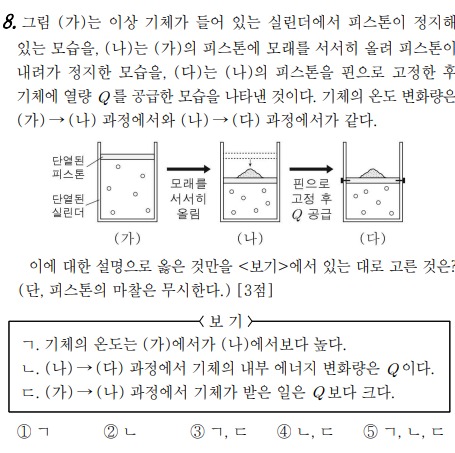 8. 그림 (가)는 이상 기체가 들어 있는 실린더에서 피스톤이 정지해
있는 모습을, (나)는 (가)의 피스톤에 모래를 서서히 올려 피스톤이
내려가 정지한 모습을, (다)는 (나)의 피스톤을 핀으로 고정한 후
기체에 열량 Q를 공급한 모습을 나타낸 것이다. 기체의 온도 변화량은
(가)→(나) 과정에서와 (나)→(다) 과정에서가 같다.
단열된
피스톤
단열된
실린더
모래를
서서히
올림
핀으로
고정 후
Q 공급
(가)
(나)
(다)
이에 대한 설명으로 옳은 것만을 <보기>에서 있는 대로 고른 것은?
(단, 피스톤의 마찰은 무시한다.) [3점]
<보 기>
ㄱ. 기체의 온도는 (가)에서가 (나)에서보다 높다.
ㄴ. (나)→(다) 과정에서 기체의 내부 에너지 변화량은 Q이다.
ㄷ. (가)→(나) 과정에서 기체가 받은 일은 Q보다 크다.
① ㄱ ② ㄴ ③ ㄱ, ㄷ ④ ㄴ, ㄷ ⑤ ㄱ, ㄴ, ㄷ